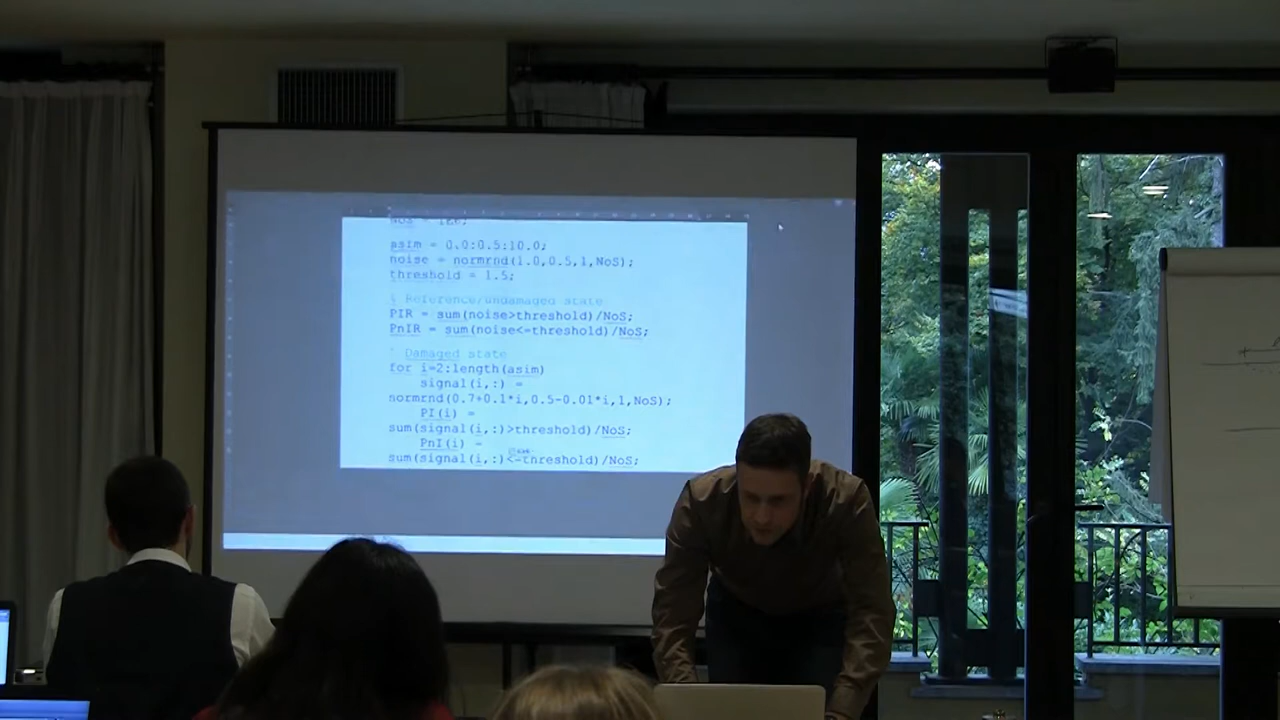 NoS = 1E6;
asim = 0.0:0.5:10.0;
noise = normrnd(1.0,0.5,1,NoS);
threshold = 1.5;
% Reference/undamaged state
PIR = sum(noise>threshold)/NoS;
PnIR = sum(noise<=threshold)/NoS;
Damaged state
for i=2:length(asim)
signal(i,:) =
normrnd(0.7+0.1*i,0.5-0.01*i,1,NoS);
PI(i) =
sum(signal(i,:)>threshold)/NoS;
PnI(i) =
sum(signal(i,:)<=threshold)/NoS;